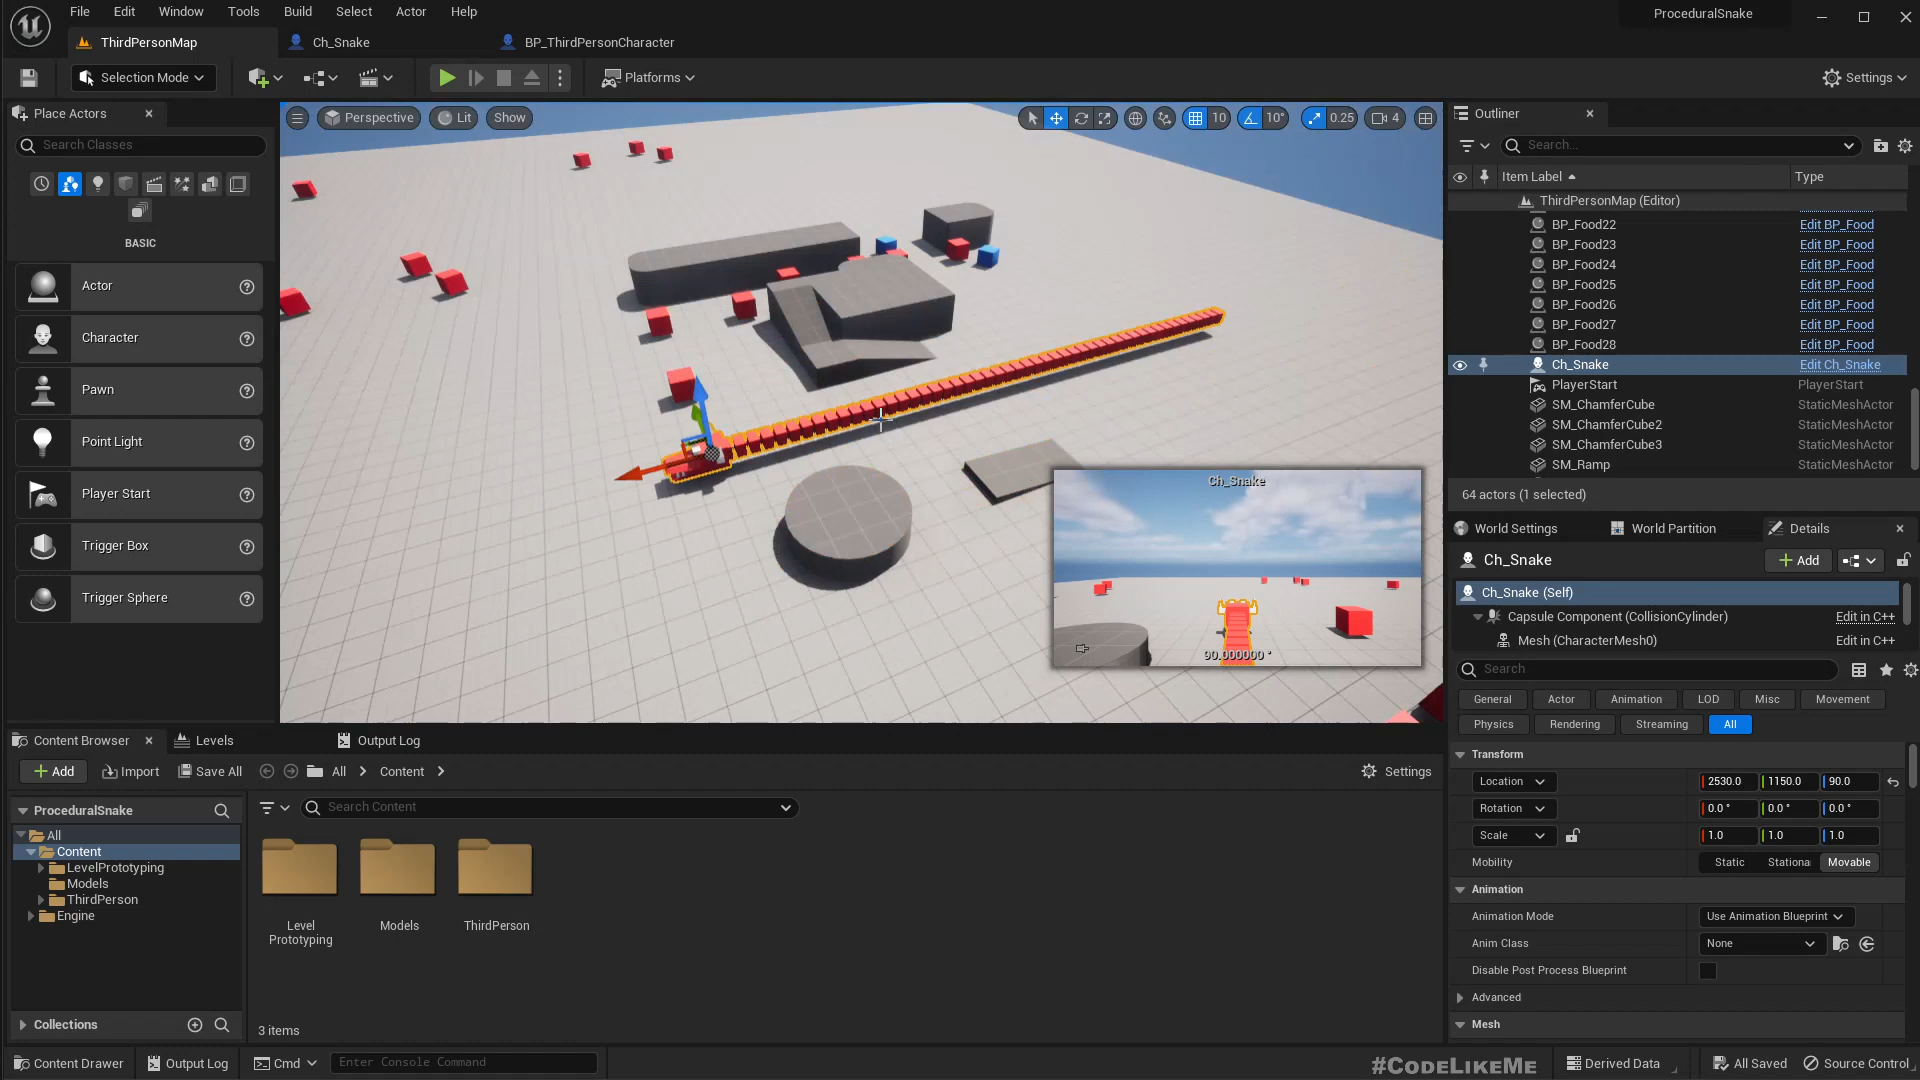 File Edit Window Tools Build Select Actor Help
ProceduralSnake
ThirdPersonMap Ch_Snake BP_ThirdPersonCharacter
Selection Mode Platforms Settings
Place Actors
Search Classes
BASIC
Actor
Character
Pawn
Point Light
Player Start
Trigger Box
Trigger Sphere
Perspective Lit Show 10 10° 0.25 4
Ch_Snake
90.000000 °
Outliner
Search...
Item Label Type
ThirdPersonMap (Editor)
BP_Food22 Edit BP_Food
BP_Food23 Edit BP_Food
BP_Food24 Edit BP_Food
BP_Food25 Edit BP_Food
BP_Food26 Edit BP_Food
BP_Food27 Edit BP_Food
BP_Food28 Edit BP_Food
Ch_Snake Edit Ch_Snake
PlayerStart PlayerStart
SM_ChamferCube StaticMeshActor
SM_ChamferCube2 StaticMeshActor
SM_ChamferCube3 StaticMeshActor
SM_Ramp StaticMeshActor
64 actors (1 selected)
World Settings World Partition Details
Ch_Snake Add
Ch_Snake (Self)
Capsule Component (CollisionCylinder) Edit in C++
Mesh (CharacterMesh0) Edit in C++
Search
General Actor Animation LOD Misc Movement
Physics Rendering Streaming All
Transform
Location 2530.0 1150.0 90.0
Rotation 0.0 ° 0.0 ° 0.0 °
Scale 1.0 1.0 1.0
Mobility Static Stationa Movable
Animation
Animation Mode Use Animation Blueprint
Anim Class None
Disable Post Process Blueprint
Advanced
Mesh
Content Browser Levels Output Log
Add Import Save All All Content Settings
ProceduralSnake
Search Content
All
Content
LevelPrototyping
Models
ThirdPerson
Engine
Collections
Level
Prototyping
Models
ThirdPerson
3 items
Content Drawer Output Log Cmd Enter Console Command
#CodeLikeMe
Derived Data All Saved Source Control